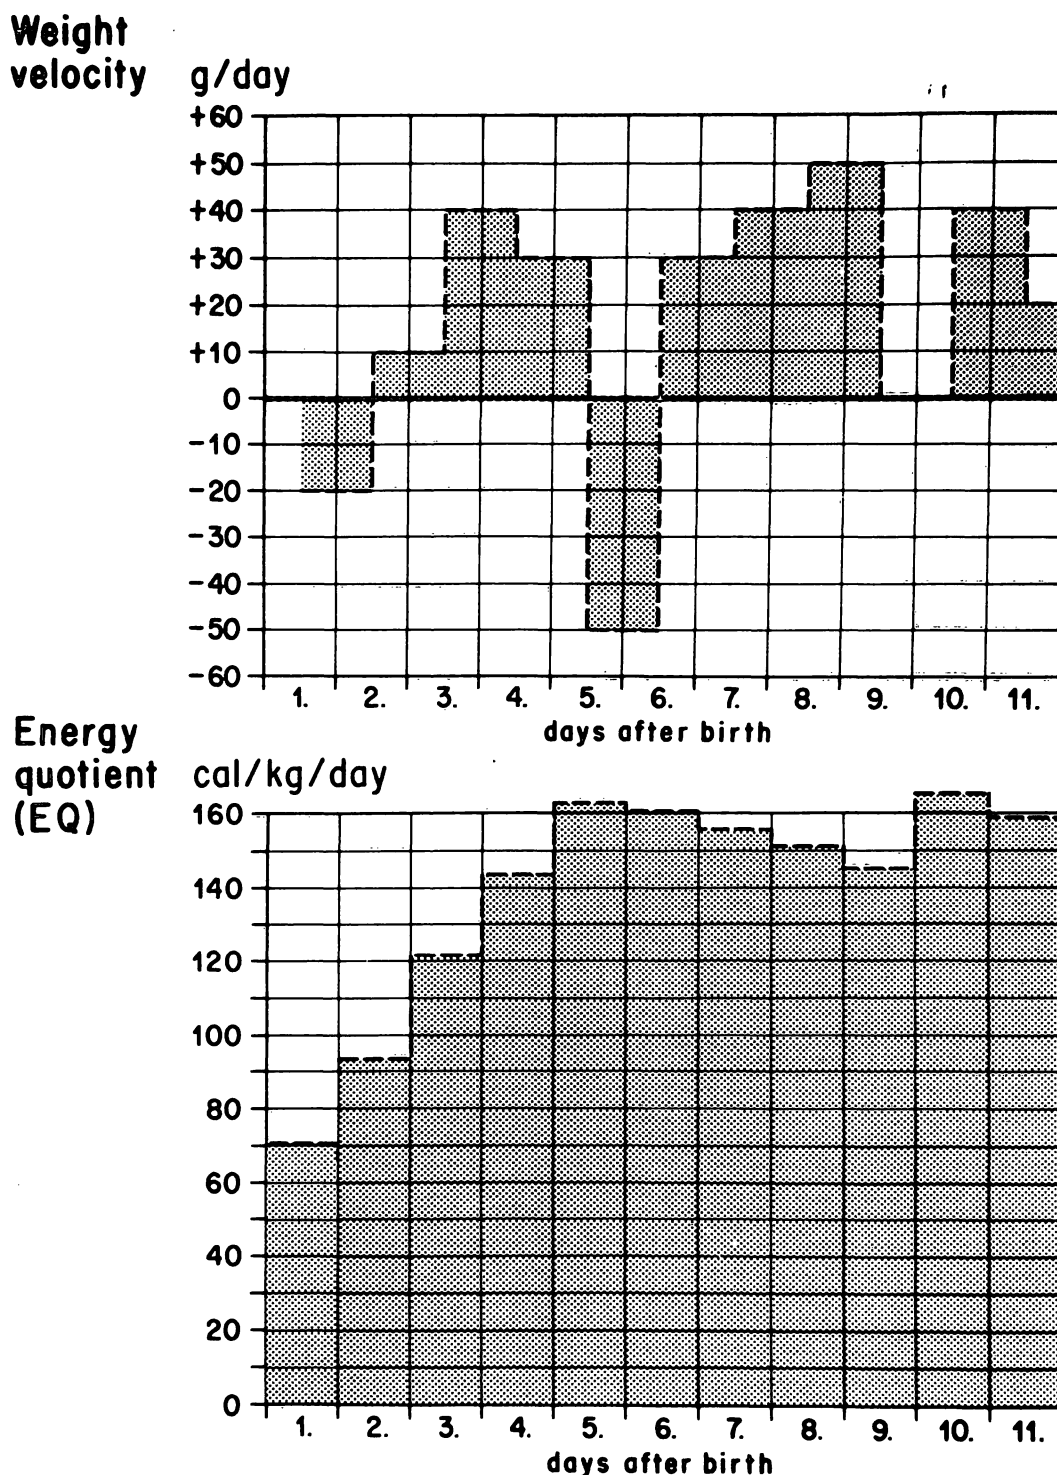 Weight
velocity g/day
+60
+50
+40
+30
+20
+10
0
-10
-20
-30
-40
-50
-60
1. 2. 3. 4. 5. 6. 7. 8. 9. 10. 11.
days after birth
Energy
quotient cal/kg/day
(EQ)
160
140
120
100
80
60
40
20
0
1. 2. 3. 4. 5. 6. 7. 8. 9. 10. 11.
days after birth